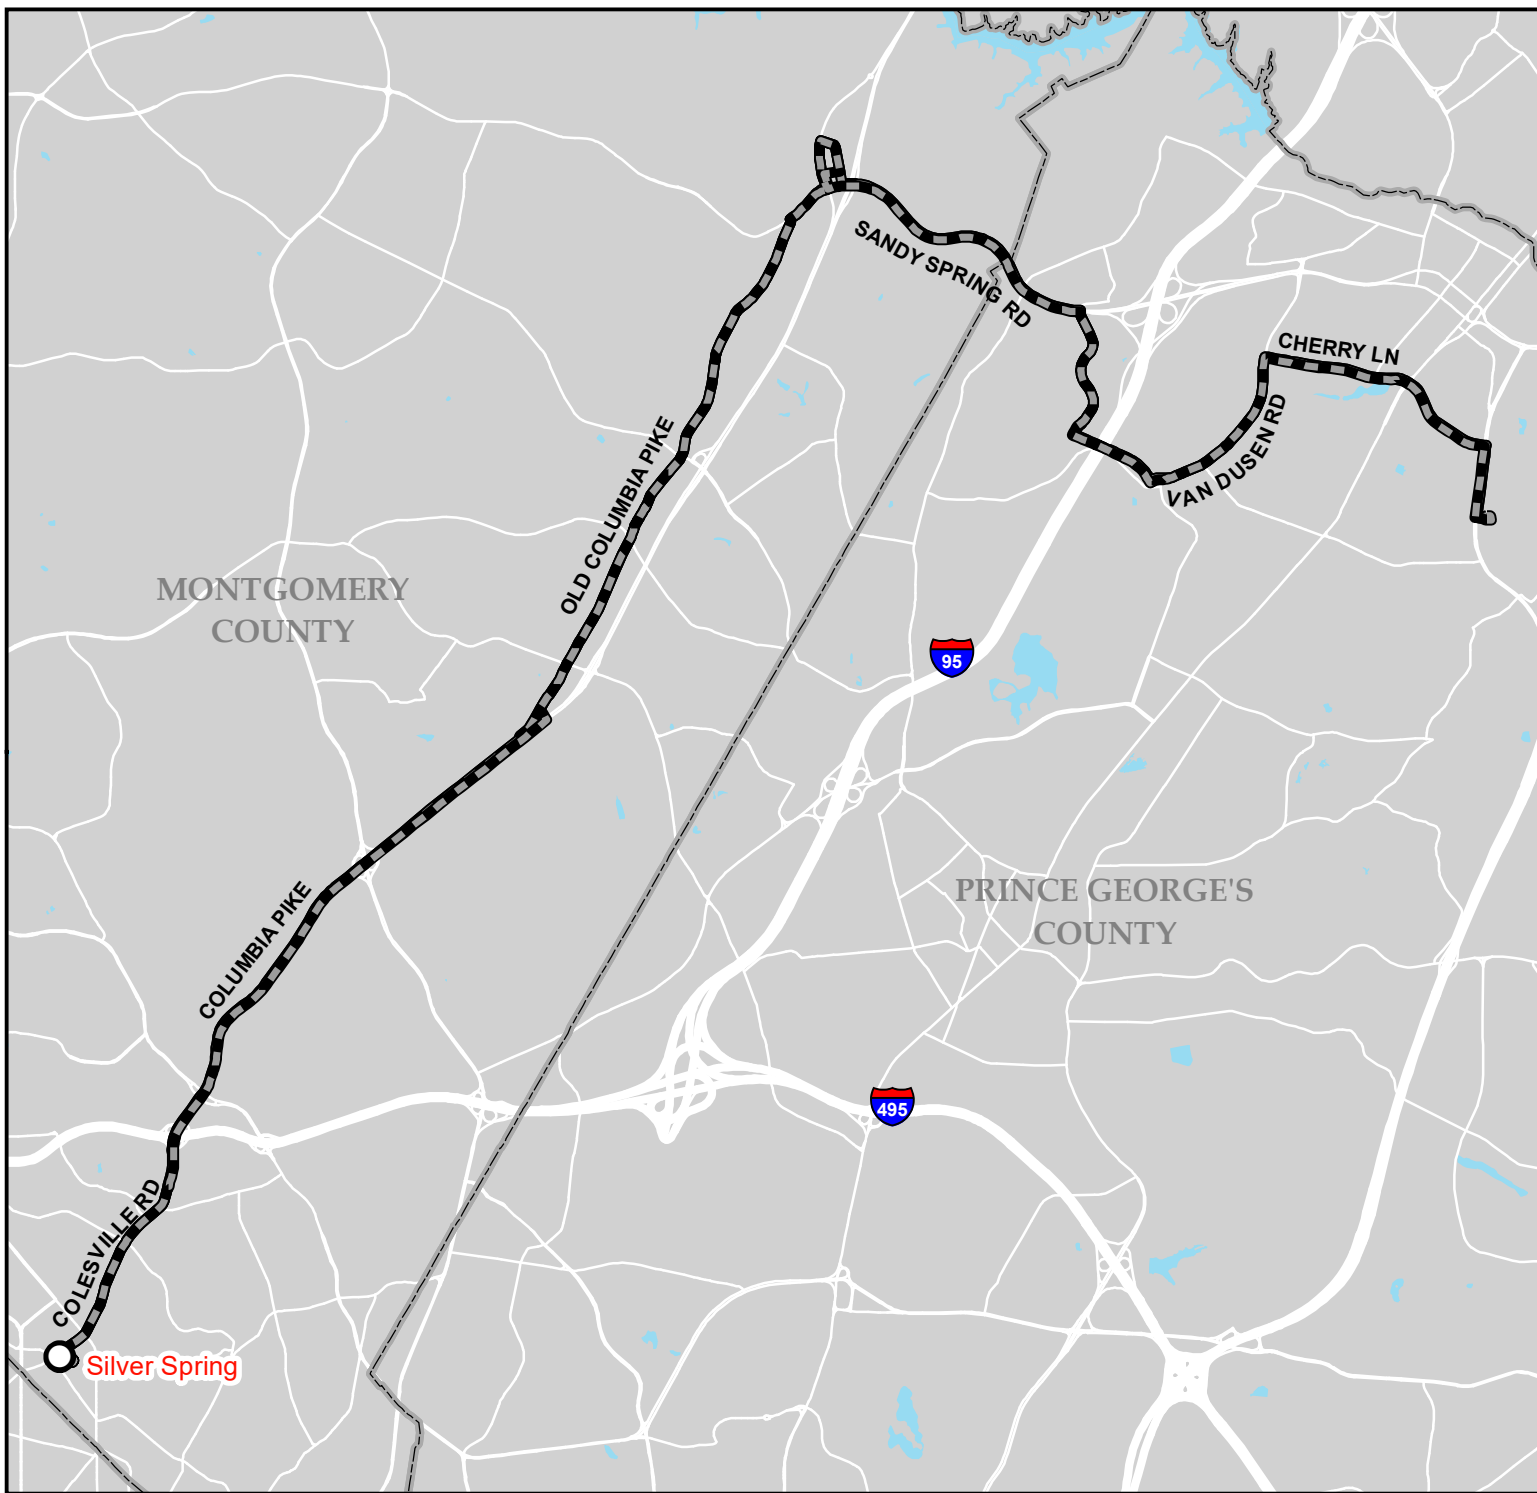 SANDY SPRING RD
CHERRY LN
VAN DUSEN RD
OLD COLUMBIA PIKE
MONTGOMERY
COUNTY
95
PRINCE GEORGE'S
COUNTY
COLUMBIA PIKE
495
COLESVILLE RD
Silver Spring